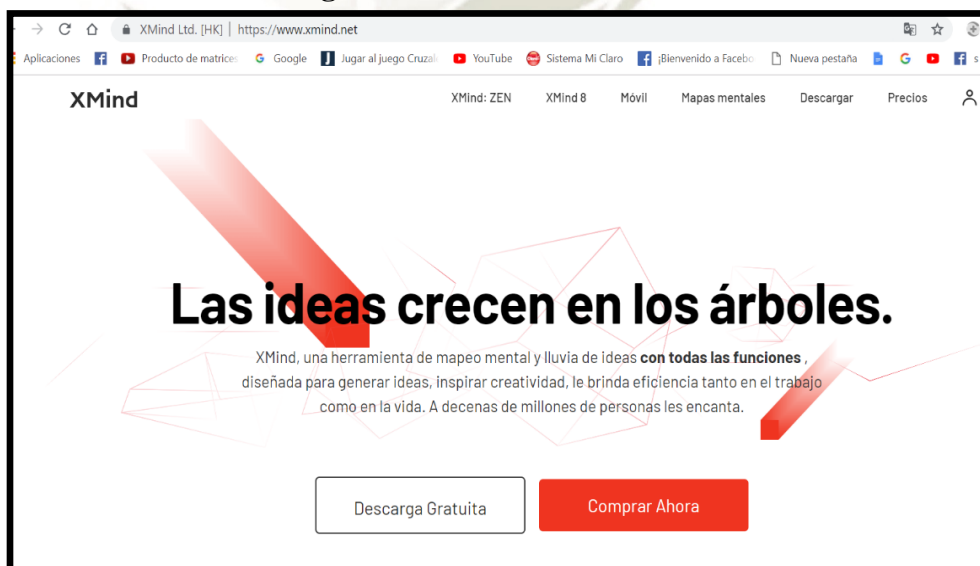 XMind Ltd. [HK] | https://www.xmind.net
Aplicaciones Producto de matrices Google Jugar al juego Cruzal YouTube Sistema Mi Claro ¡Bienvenido a Facebo Nueva pestaña
XMind XMind: ZEN XMind 8 Móvil Mapas mentales Descargar Precios
Las ideas crecen en los árboles.
XMind, una herramienta de mapeo mental y lluvia de ideas con todas las funciones ,
diseñada para generar ideas, inspirar creatividad, le brinda eficiencia tanto en el trabajo
como en la vida. A decenas de millones de personas les encanta.
Descarga Gratuita Comprar Ahora